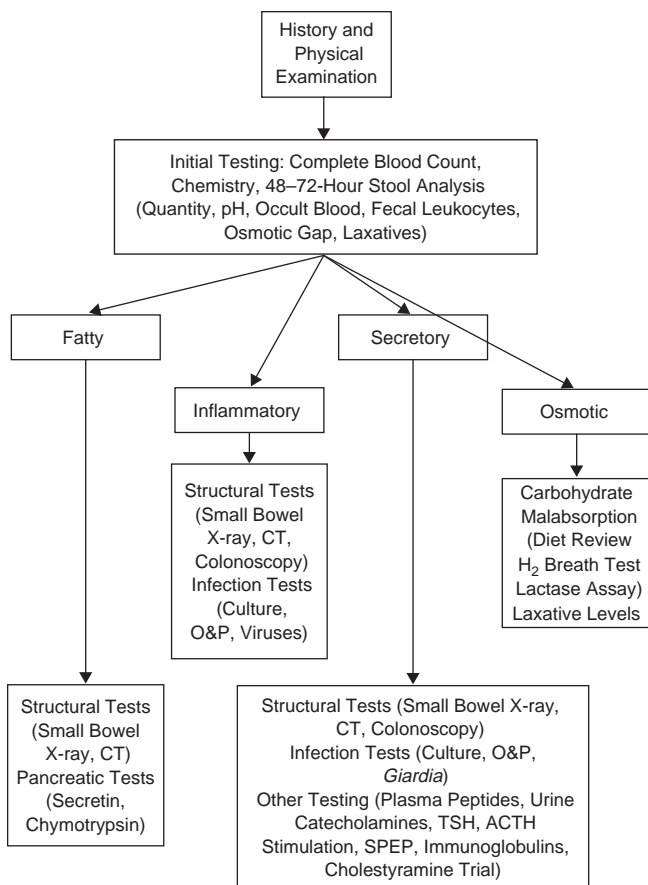 History and
Physical
Examination
Initial Testing: Complete Blood Count,
Chemistry, 48–72-Hour Stool Analysis
(Quantity, pH, Occult Blood, Fecal Leukocytes,
Osmotic Gap, Laxatives)
Fatty
Secretory
Inflammatory
Osmotic
Structural Tests
(Small Bowel
X-ray, CT,
Colonoscopy)
Infection Tests
(Culture,
O&P, Viruses)
Carbohydrate
Malabsorption
(Diet Review
H2 Breath Test
Lactase Assay)
Laxative Levels
Structural Tests
(Small Bowel
X-ray, CT)
Pancreatic Tests
(Secretin,
Chymotrypsin)
Structural Tests (Small Bowel X-ray,
CT, Colonoscopy)
Infection Tests (Culture, O&P,
Giardia)
Other Testing (Plasma Peptides, Urine
Catecholamines, TSH, ACTH
Stimulation, SPEP, Immunoglobulins,
Cholestyramine Trial)